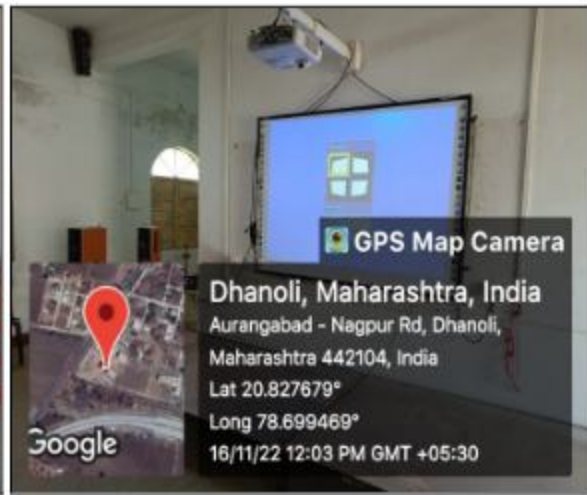 GPS Map Camera
Dhanoli, Maharashtra, India
Aurangabad - Nagpur Rd, Dhanoli,
Maharashtra 442104, India
Lat 20.827679°
Long 78.699469°
16/11/22 12:03 PM GMT +05:30
Google